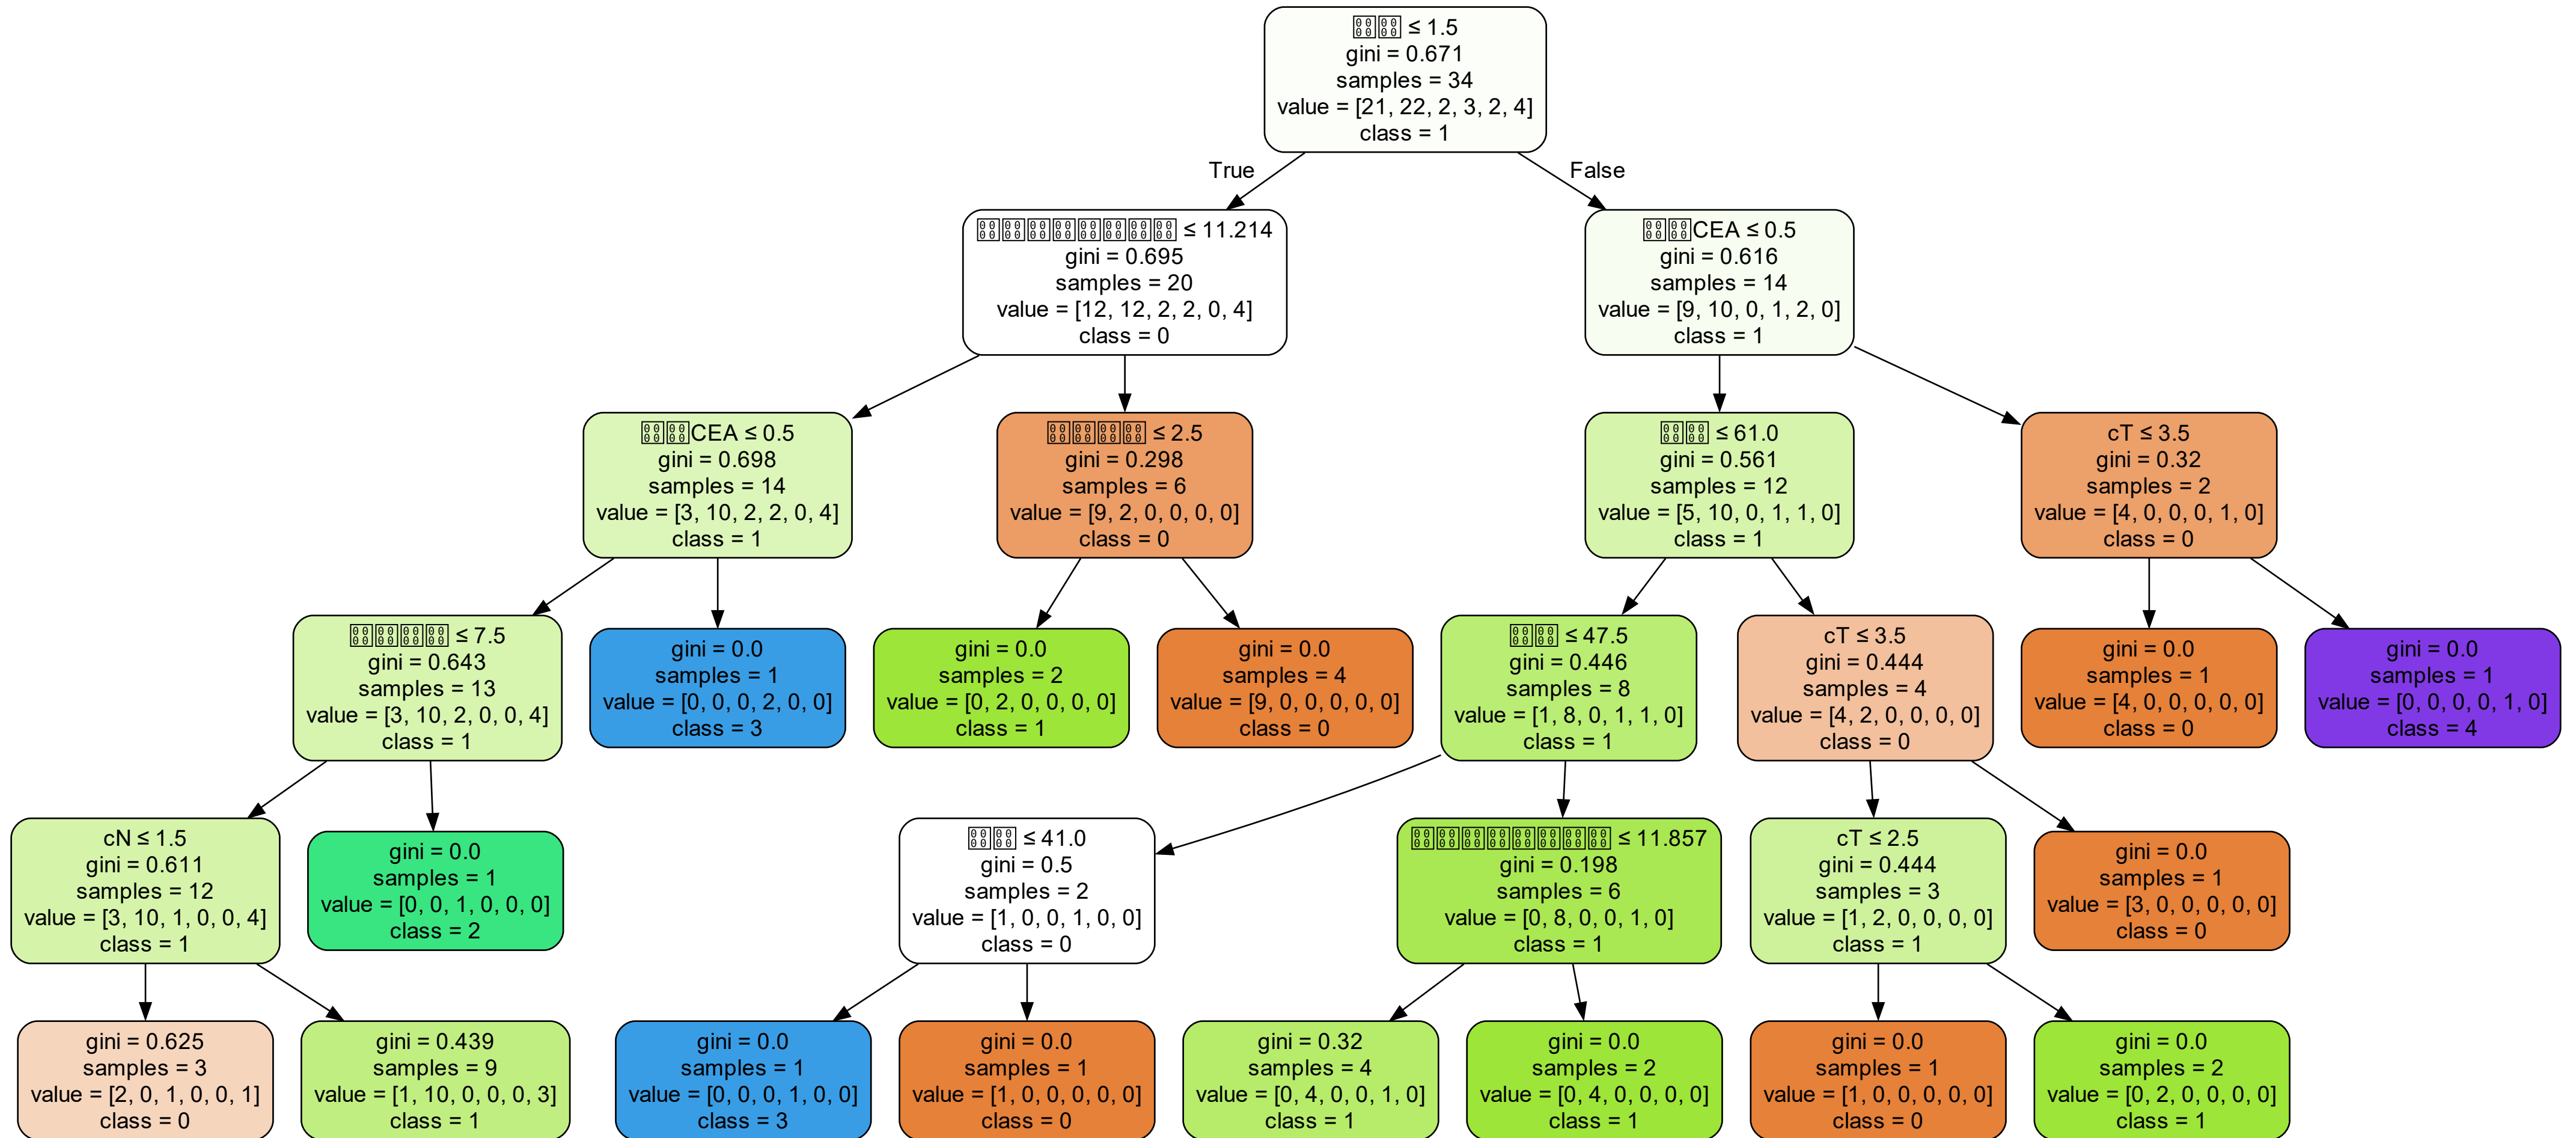 ≤ 1.5
gini = 0.671
samples = 34
value = [21, 22, 2, 3, 2, 4]
class = 1
True
False
≤ 11.214
gini = 0.695
samples = 20
value = [12, 12, 2, 2, 0, 4]
class = 0
CEA ≤ 0.5
gini = 0.616
samples = 14
value = [9, 10, 0, 1, 2, 0]
class = 1
CEA ≤ 0.5
gini = 0.698
samples = 14
value = [3, 10, 2, 2, 0, 4]
class = 1
≤ 2.5
gini = 0.298
samples = 6
value = [9, 2, 0, 0, 0, 0]
class = 0
≤ 61.0
gini = 0.561
samples = 12
value = [5, 10, 0, 1, 1, 0]
class = 1
cT ≤ 3.5
gini = 0.32
samples = 2
value = [4, 0, 0, 0, 1, 0]
class = 0
≤ 7.5
gini = 0.643
samples = 13
value = [3, 10, 2, 0, 0, 4]
class = 1
gini = 0.0
samples = 1
value = [0, 0, 0, 2, 0, 0]
class = 3
gini = 0.0
samples = 2
value = [0, 2, 0, 0, 0, 0]
class = 1
gini = 0.0
samples = 4
value = [9, 0, 0, 0, 0, 0]
class = 0
≤ 47.5
gini = 0.446
samples = 8
value = [1, 8, 0, 1, 1, 0]
class = 1
cT ≤ 3.5
gini = 0.444
samples = 4
value = [4, 2, 0, 0, 0, 0]
class = 0
gini = 0.0
samples = 1
value = [4, 0, 0, 0, 0, 0]
class = 0
gini = 0.0
samples = 1
value = [0, 0, 0, 0, 1, 0]
class = 4
cN ≤ 1.5
gini = 0.611
samples = 12
value = [3, 10, 1, 0, 0, 4]
class = 1
gini = 0.0
samples = 1
value = [0, 0, 1, 0, 0, 0]
class = 2
≤ 41.0
gini = 0.5
samples = 2
value = [1, 0, 0, 1, 0, 0]
class = 0
≤ 11.857
gini = 0.198
samples = 6
value = [0, 8, 0, 0, 1, 0]
class = 1
cT ≤ 2.5
gini = 0.444
samples = 3
value = [1, 2, 0, 0, 0, 0]
class = 1
gini = 0.0
samples = 1
value = [3, 0, 0, 0, 0, 0]
class = 0
gini = 0.625
samples = 3
value = [2, 0, 1, 0, 0, 1]
class = 0
gini = 0.439
samples = 9
value = [1, 10, 0, 0, 0, 3]
class = 1
gini = 0.0
samples = 1
value = [0, 0, 0, 1, 0, 0]
class = 3
gini = 0.0
samples = 1
value = [1, 0, 0, 0, 0, 0]
class = 0
gini = 0.32
samples = 4
value = [0, 4, 0, 0, 1, 0]
class = 1
gini = 0.0
samples = 2
value = [0, 4, 0, 0, 0, 0]
class = 1
gini = 0.0
samples = 1
value = [1, 0, 0, 0, 0, 0]
class = 0
gini = 0.0
samples = 2
value = [0, 2, 0, 0, 0, 0]
class = 1